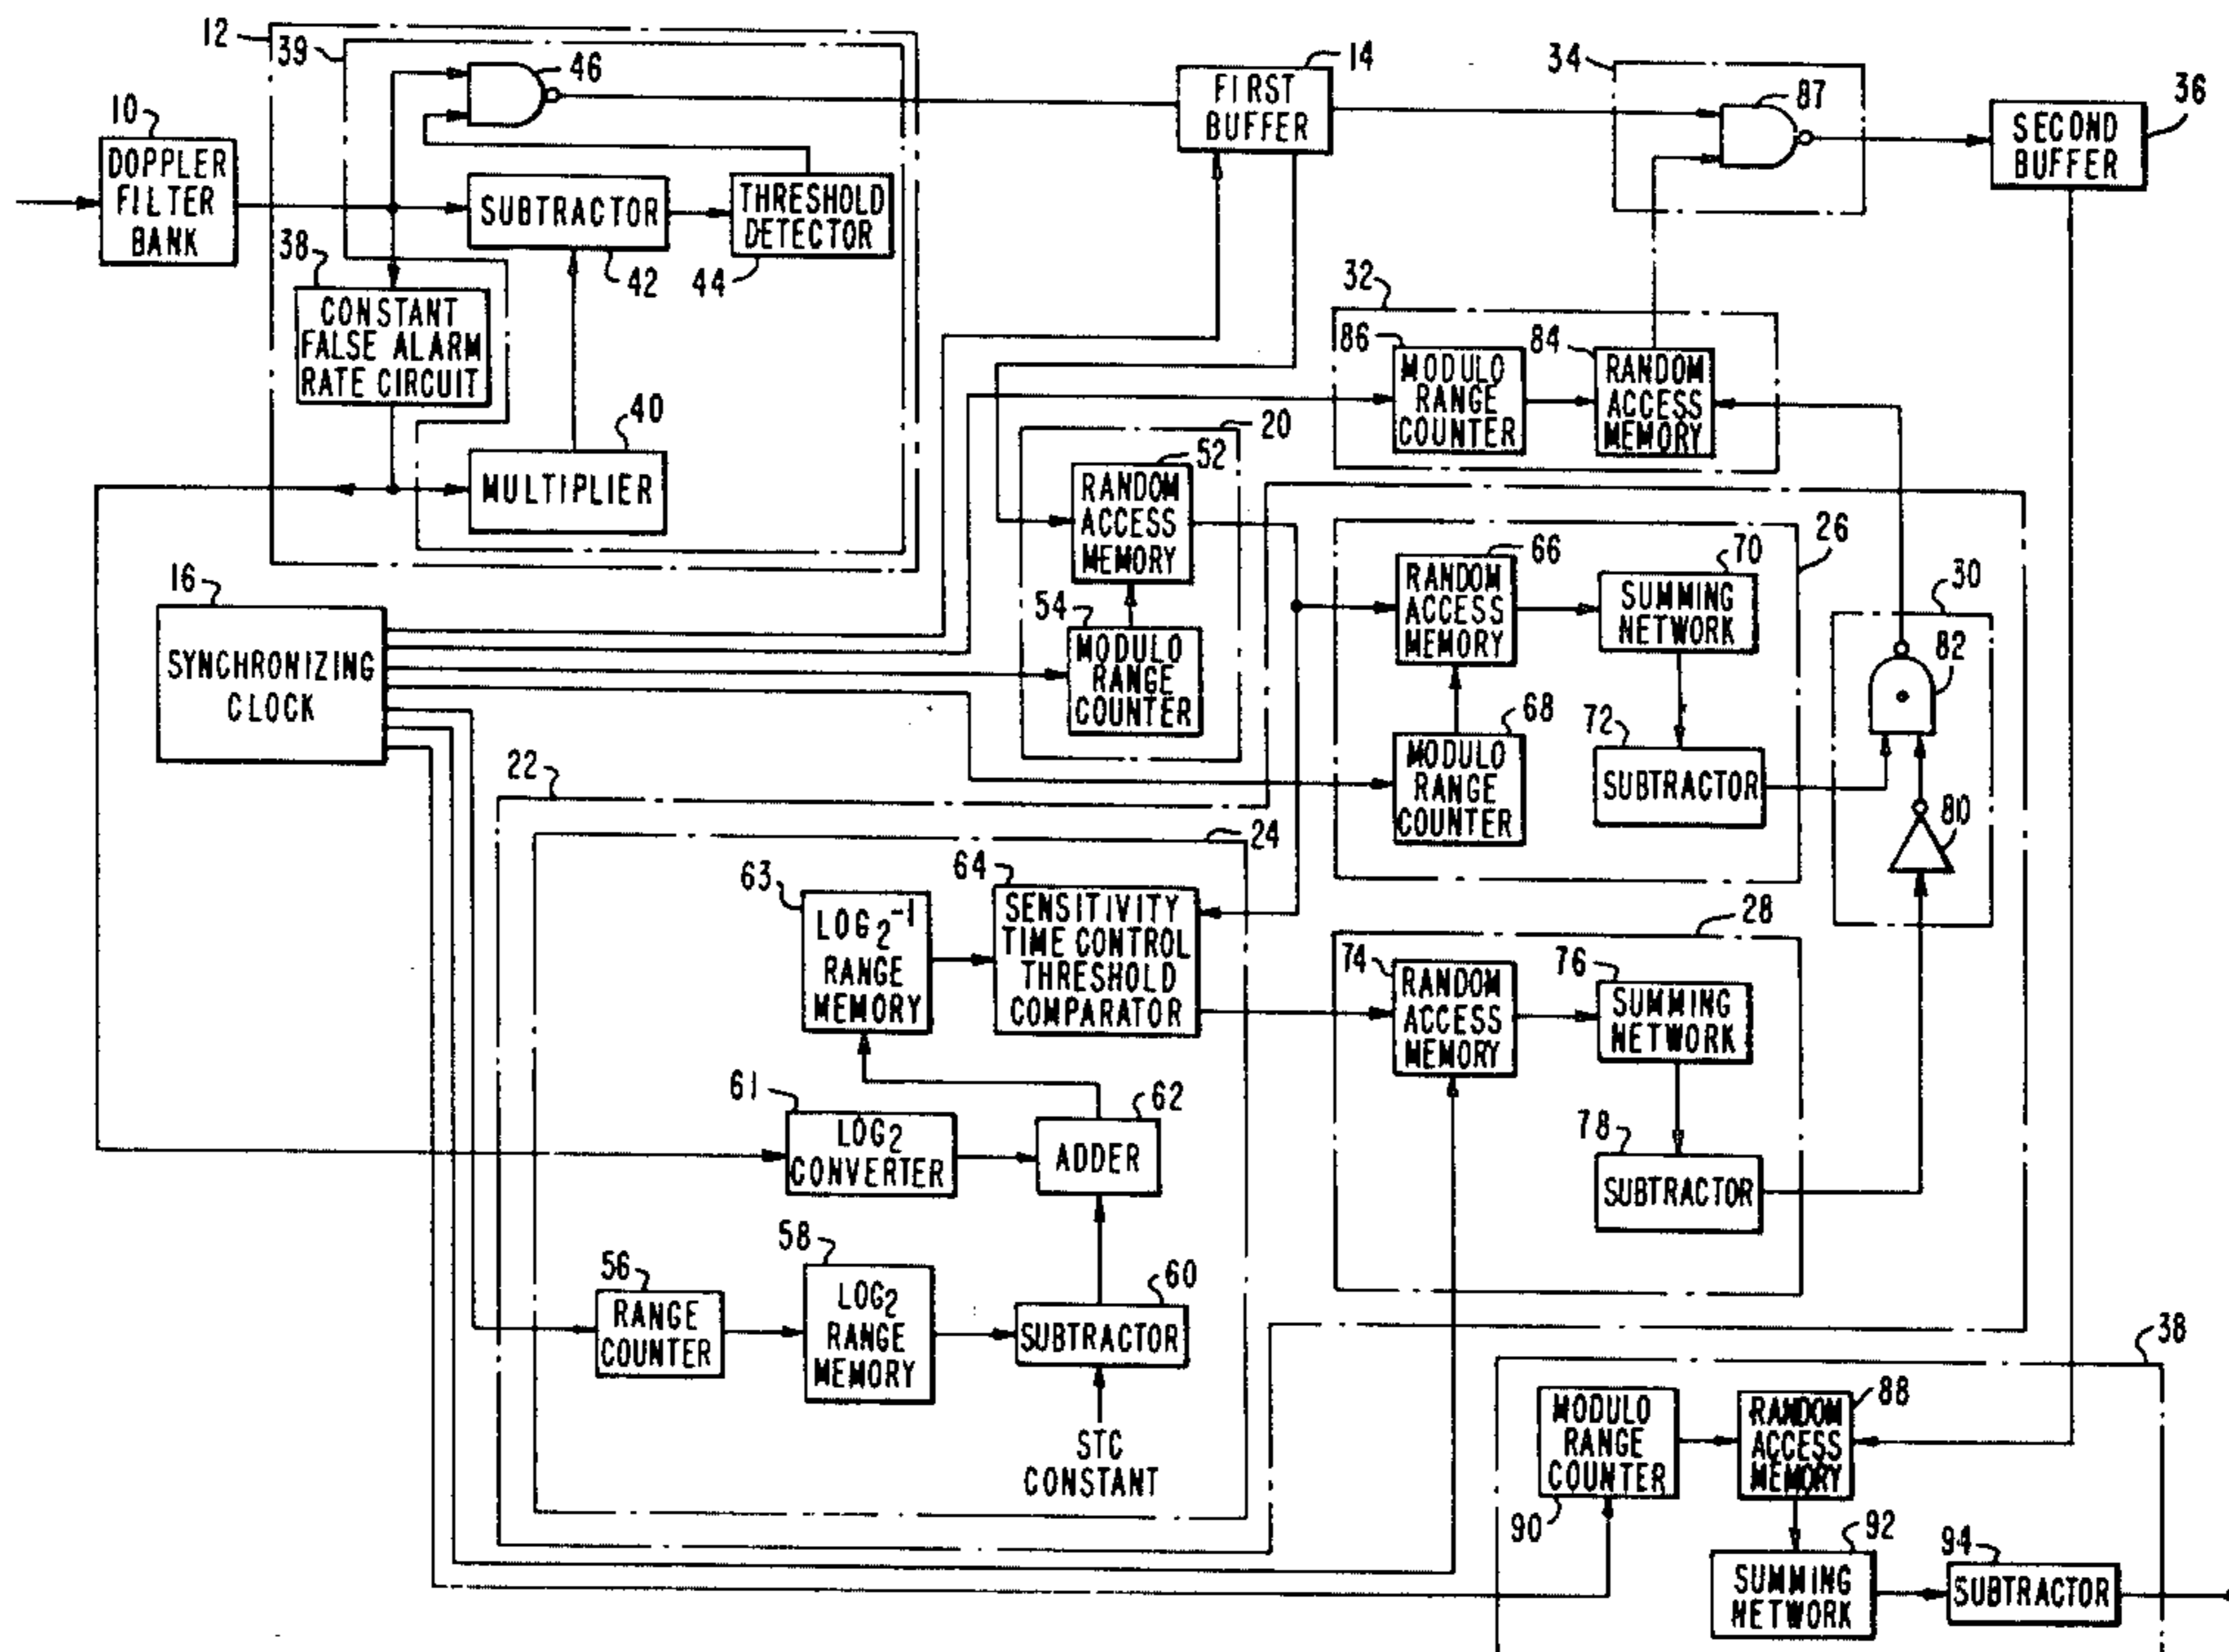 12
39
46
14
FIRST
BUFFER
34
87
36
SECOND
BUFFER
10
DOPPLER
FILTER
BANK
SUBTRACTOR
42
THRESHOLD
DETECTOR
44
38
CONSTANT
FALSE ALARM
RATE CIRCUIT
40
MULTIPLIER
32
86
MODULO
RANGE
COUNTER
84
RANDOM
ACCESS
MEMORY
20
52
RANDOM
ACCESS
MEMORY
54
MODULO
RANGE
COUNTER
16
SYNCHRONIZING
CLOCK
26
66
RANDOM
ACCESS
MEMORY
70
SUMMING
NETWORK
68
MODULO
RANGE
COUNTER
72
SUBTRACTOR
30
82
80
22
24
63
LOG2-1
RANGE
MEMORY
64
SENSITIVITY
TIME CONTROL
THRESHOLD
COMPARATOR
28
74
RANDOM
ACCESS
MEMORY
76
SUMMING
NETWORK
78
SUBTRACTOR
61
LOG2
CONVERTER
62
ADDER
56
RANGE
COUNTER
58
LOG2
RANGE
MEMORY
60
SUBTRACTOR
STC
CONSTANT
38
MODULO
RANGE
COUNTER
90
88
RANDOM
ACCESS
MEMORY
92
SUMMING
NETWORK
94
SUBTRACTOR